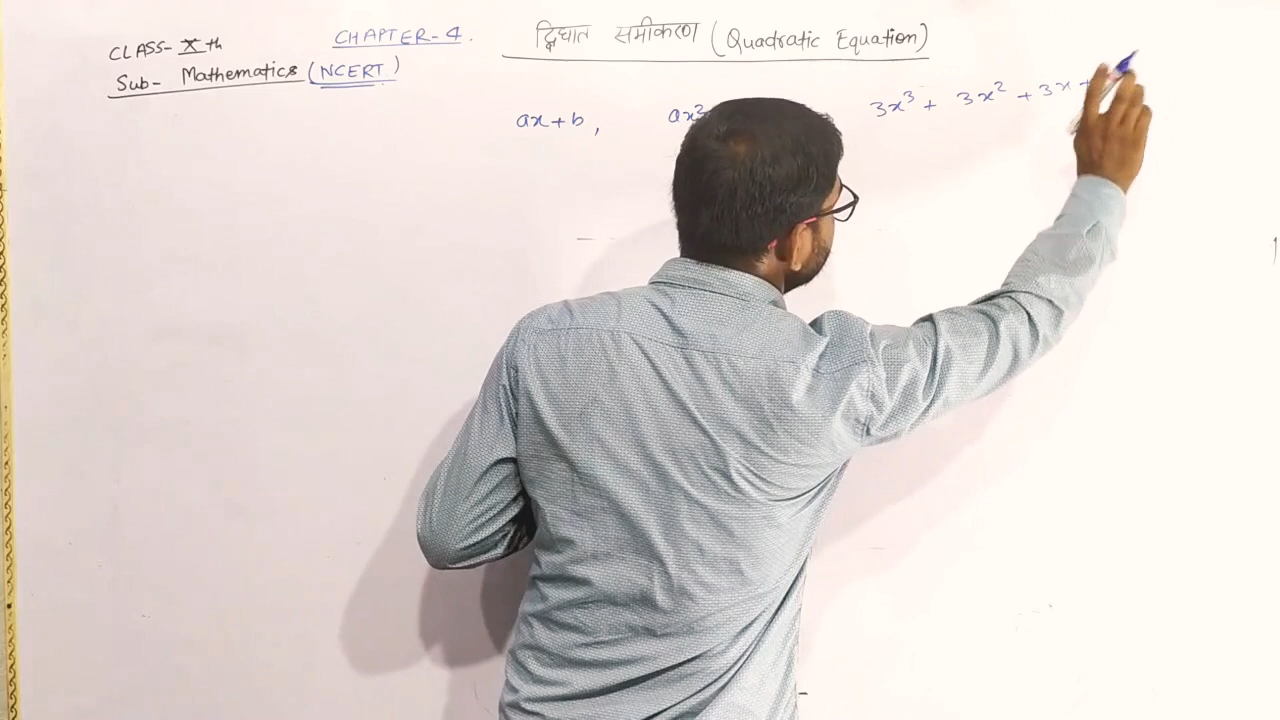 CLASS- Xth
Sub- Mathematics (NCERT)
CHAPTER-4.
द्विघात समीकरण (Quadratic Equation)
ax+b,
3x³ + 3x² + 3x +